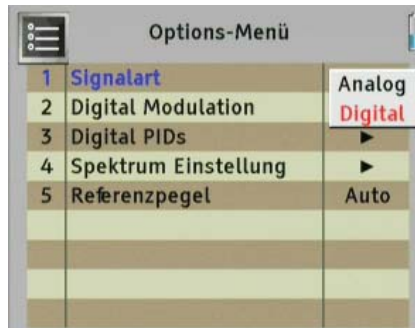 Options-Menü
1 Signalart Analog
2 Digital Modulation Digital
3 Digital PIDs
4 Spektrum Einstellung
5 Referenzpegel Auto